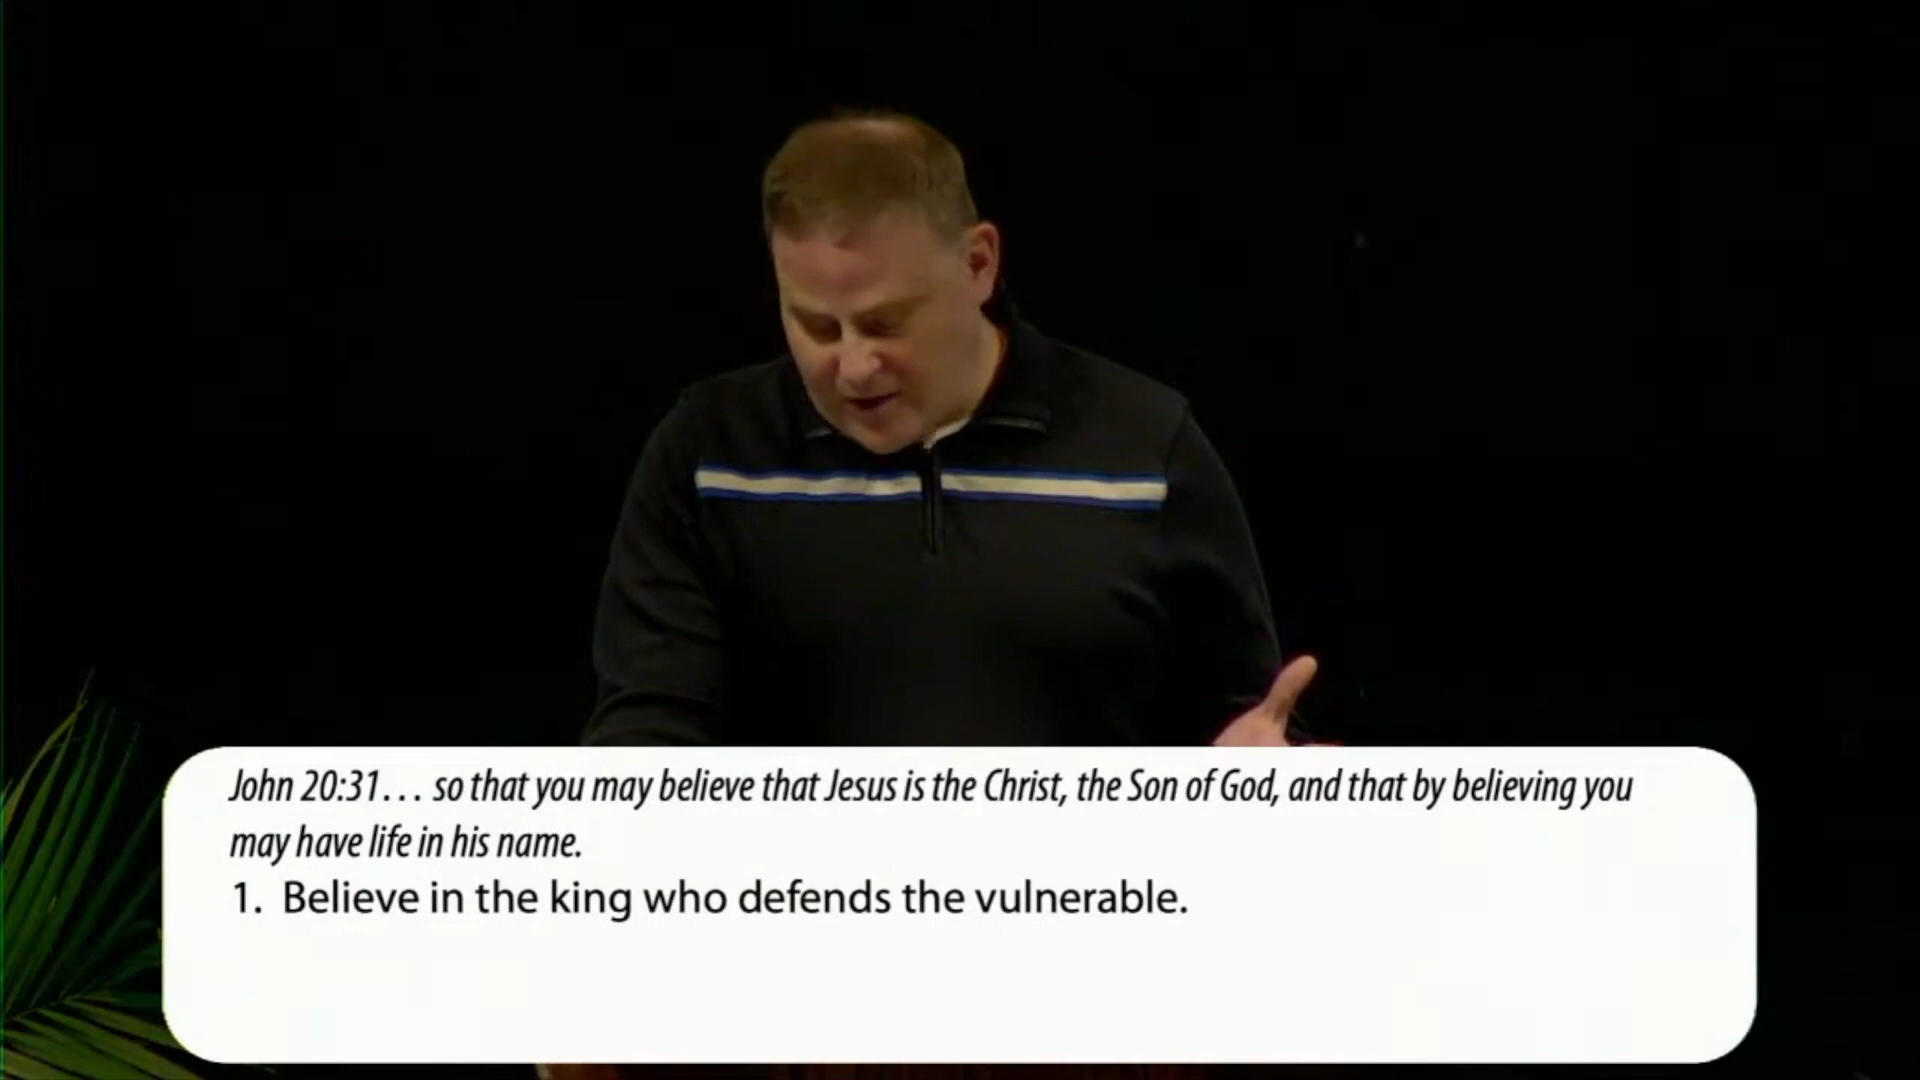 John 20:31… so that you may believe that Jesus is the Christ, the Son of God, and that by believing you
may have life in his name.
1. Believe in the king who defends the vulnerable.